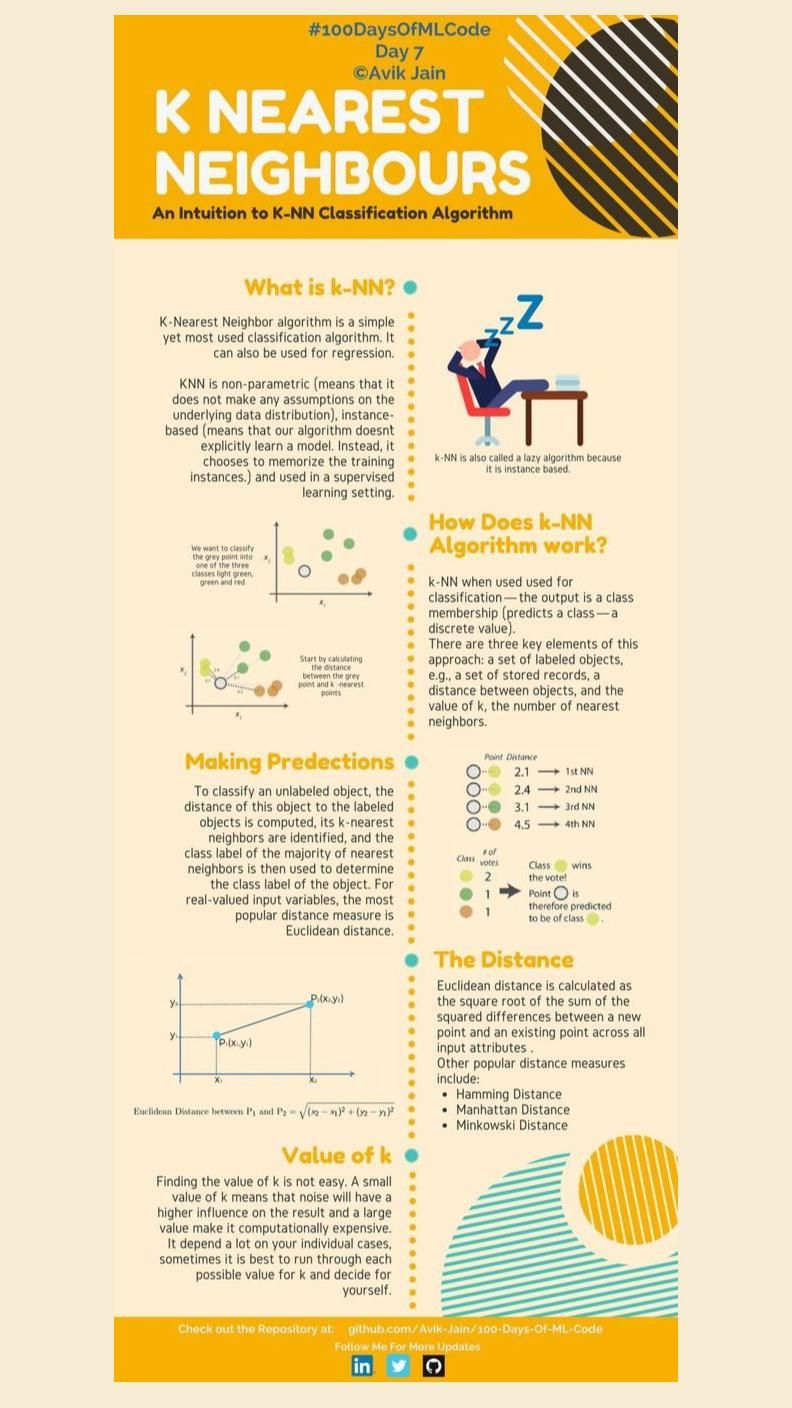 #100DaysOfMLCode
Day 7
©Avik Jain
K NEAREST
NEIGHBOURS
An Intuition to K-NN Classification Algorithm
What is k-NN?
K-Nearest Neighbor algorithm is a simple
yet most used classification algorithm. It
can also be used for regression.
KNN is non-parametric (means that it
does not make any assumptions on the
underlying data distribution), instance-
based (means that our algorithm doesnt
explicitly learn a model. Instead, it
chooses to memorize the training
instances.) and used in a supervised
learning setting.
zzZ
k-NN is also called a lazy algorithm because
it is instance based.
How Does k-NN
Algorithm work?
k-NN when used used for
classification — the output is a class
membership (predicts a class — a
discrete value).
There are three key elements of this
approach: a set of labeled objects,
e.g., a set of stored records, a
distance between objects, and the
value of k, the number of nearest
neighbors.
We want to classify
the grey point into
one of the three
classes light green,
green and red
Start by calculating
the distance
between the grey
point and k -nearest
points
Making Predections
To classify an unlabeled object, the
distance of this object to the labeled
objects is computed, its k-nearest
neighbors are identified, and the
class label of the majority of nearest
neighbors is then used to determine
the class label of the object. For
real-valued input variables, the most
popular distance measure is
Euclidean distance.
Point Distance
2.1 → 1st NN
2.4 → 2nd NN
3.1 → 3rd NN
4.5 → 4th NN
Class # of votes
2
1
1
Class wins
the vote!
Point is
therefore predicted
to be of class .
The Distance
Euclidean distance is calculated as
the square root of the sum of the
squared differences between a new
point and an existing point across all
input attributes .
Other popular distance measures
include:
• Hamming Distance
• Manhattan Distance
• Minkowski Distance
P₁(x₁,y₁)
Euclidean Distance between P₁ and P₂ = √(x₂ − x₁)² + (y₂ − y₁)²
Value of k
Finding the value of k is not easy. A small
value of k means that noise will have a
higher influence on the result and a large
value make it computationally expensive.
It depend a lot on your individual cases,
sometimes it is best to run through each
possible value for k and decide for
yourself.
Check out the Repository at: github.com/Avik-Jain/100-Days-Of-ML-Code
Follow Me For More Updates
in